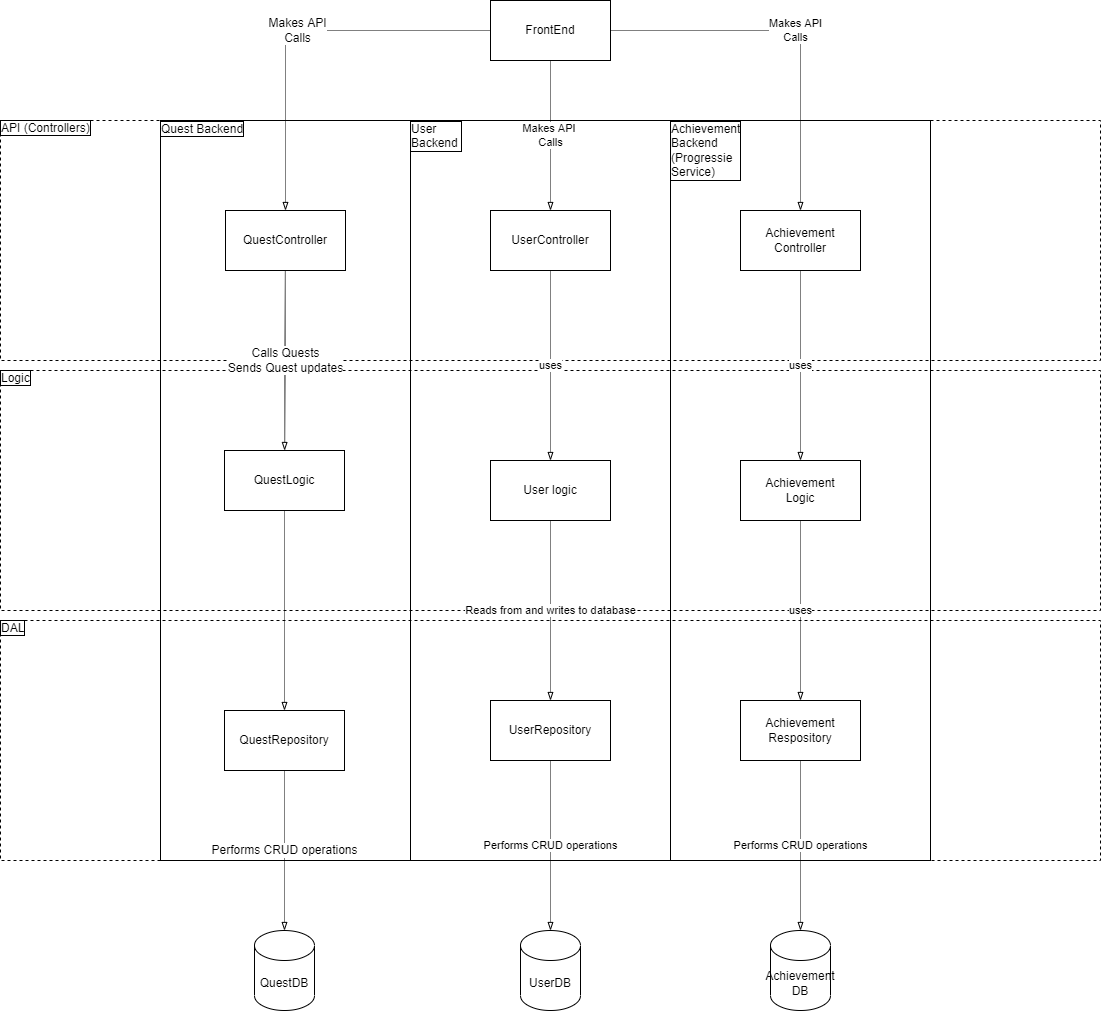 FrontEnd
Makes API
Calls
Makes API
Calls
API (Controllers)
Quest Backend
User
Backend
Makes API
Calls
Achievement
Backend
(Progressie
Service)
QuestController
UserController
Achievement
Controller
Calls Quests
Sends Quest updates
uses
uses
Logic
QuestLogic
User logic
Achievement
Logic
Reads from and writes to database
uses
DAL
QuestRepository
UserRepository
Achievement
Respository
Performs CRUD operations
Performs CRUD operations
Performs CRUD operations
QuestDB
UserDB
Achievement
DB